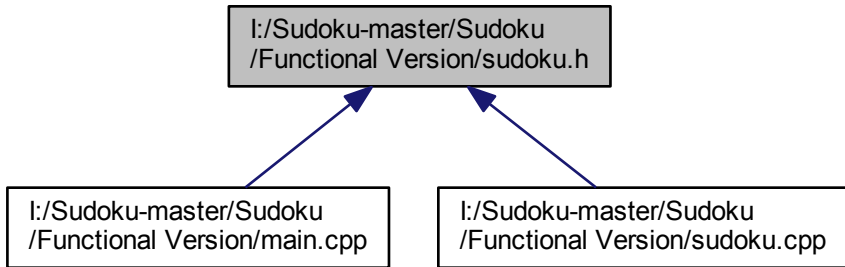 I:/Sudoku-master/Sudoku
/Functional Version/sudoku.h
I:/Sudoku-master/Sudoku
/Functional Version/main.cpp
I:/Sudoku-master/Sudoku
/Functional Version/sudoku.cpp